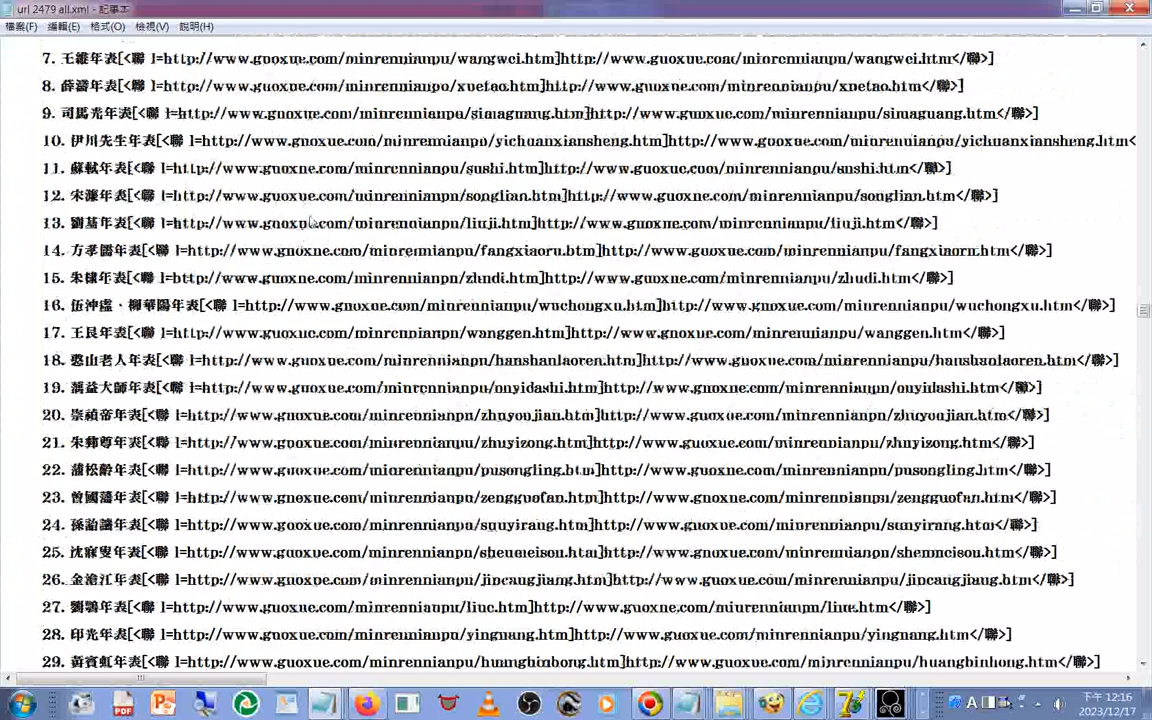 url 2479 all.xml - 記事本
檔案(F) 編輯(E) 格式(O) 檢視(V) 說明(H)
7. 王維年表[<聯 l=http://www.guoxue.com/minrennianpu/wangwei.htm]http://www.guoxue.com/minrennianpu/wangwei.htm</聯>]
8. 薛濤年表[<聯 l=http://www.guoxue.com/minrennianpu/xuetao.htm]http://www.guoxue.com/minrennianpu/xuetao.htm</聯>]
9. 司馬光年表[<聯 l=http://www.guoxue.com/minrennianpu/simaguang.htm]http://www.guoxue.com/minrennianpu/simaguang.htm</聯>]
10. 伊川先生年表[<聯 l=http://www.guoxue.com/minrennianpu/yichuanxiansheng.htm]http://www.guoxue.com/minrennianpu/yichuanxiansheng.htm<
11. 蘇軾年表[<聯 l=http://www.guoxue.com/minrennianpu/sushi.htm]http://www.guoxue.com/minrennianpu/sushi.htm</聯>]
12. 宋濂年表[<聯 l=http://www.guoxue.com/minrennianpu/songlian.htm]http://www.guoxue.com/minrennianpu/songlian.htm</聯>]
13. 劉基年表[<聯 l=http://www.guoxue.com/minrennianpu/liuji.htm]http://www.guoxue.com/minrennianpu/liuji.htm</聯>]
14. 方孝孺年表[<聯 l=http://www.guoxue.com/minrennianpu/fangxiaoru.htm]http://www.guoxue.com/minrennianpu/fangxiaoru.htm</聯>]
15. 朱棣年表[<聯 l=http://www.guoxue.com/minrennianpu/zhudi.htm]http://www.guoxue.com/minrennianpu/zhudi.htm</聯>]
16. 伍沖虛、柳華陽年表[<聯 l=http://www.guoxue.com/minrennianpu/wuchongxu.htm]http://www.guoxue.com/minrennianpu/wuchongxu.htm</聯>]
17. 王艮年表[<聯 l=http://www.guoxue.com/minrennianpu/wanggen.htm]http://www.guoxue.com/minrennianpu/wanggen.htm</聯>]
18. 憨山老人年表[<聯 l=http://www.guoxue.com/minrennianpu/hanshanlaoren.htm]http://www.guoxue.com/minrennianpu/hanshanlaoren.htm</聯>]
19. 蕅益大師年表[<聯 l=http://www.guoxue.com/minrennianpu/ouyidashi.htm]http://www.guoxue.com/minrennianpu/ouyidashi.htm</聯>]
20. 崇禎帝年表[<聯 l=http://www.guoxue.com/minrennianpu/zhuyoujian.htm]http://www.guoxue.com/minrennianpu/zhuyoujian.htm</聯>]
21. 朱彝尊年表[<聯 l=http://www.guoxue.com/minrennianpu/zhuyizong.htm]http://www.guoxue.com/minrennianpu/zhuyizong.htm</聯>]
22. 蒲松齡年表[<聯 l=http://www.guoxue.com/minrennianpu/pusongling.htm]http://www.guoxue.com/minrennianpu/pusongling.htm</聯>]
23. 曾國藩年表[<聯 l=http://www.guoxue.com/minrennianpu/zengguofan.htm]http://www.guoxue.com/minrennianpu/zengguofan.htm</聯>]
24. 孫詒讓年表[<聯 l=http://www.guoxue.com/minrennianpu/sunyirang.htm]http://www.guoxue.com/minrennianpu/sunyirang.htm</聯>]
25. 沈寐叟年表[<聯 l=http://www.guoxue.com/minrennianpu/shenmeisou.htm]http://www.guoxue.com/minrennianpu/shenmeisou.htm</聯>]
26. 金滄江年表[<聯 l=http://www.guoxue.com/minrennianpu/jincangjiang.htm]http://www.guoxue.com/minrennianpu/jincangjiang.htm</聯>]
27. 劉鶚年表[<聯 l=http://www.guoxue.com/minrennianpu/liue.htm]http://www.guoxue.com/minrennianpu/liue.htm</聯>]
28. 印光年表[<聯 l=http://www.guoxue.com/minrennianpu/yinguang.htm]http://www.guoxue.com/minrennianpu/yinguang.htm</聯>]
29. 黃賓虹年表[<聯 l=http://www.guoxue.com/minrennianpu/huangbinhong.htm]http://www.guoxue.com/minrennianpu/huangbinhong.htm</聯>]
PDF
A
下午 12:16
2023/12/17